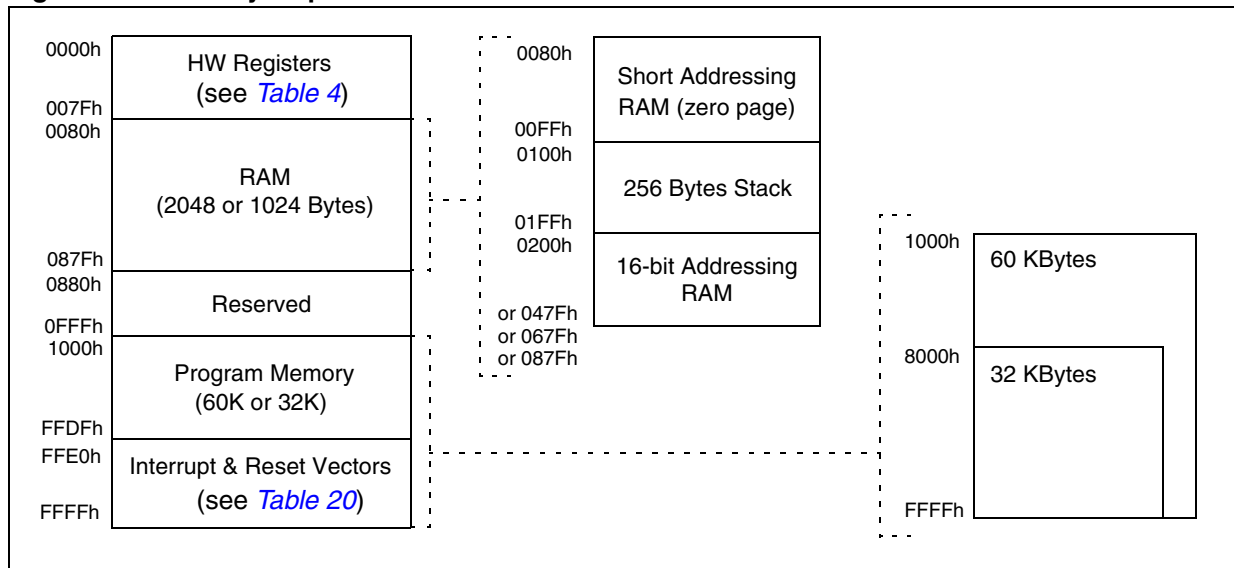 0000h
HW Registers
(see Table 4)
007Fh
0080h
RAM
(2048 or 1024 Bytes)
087Fh
0880h
Reserved
0FFFh
1000h
Program Memory
(60K or 32K)
FFDFh
FFE0h
Interrupt & Reset Vectors
(see Table 20)
FFFFh
0080h
Short Addressing
RAM (zero page)
00FFh
0100h
256 Bytes Stack
01FFh
0200h
16-bit Addressing
RAM
or 047Fh
or 067Fh
or 087Fh
1000h
60 KBytes
8000h
32 KBytes
FFFFh